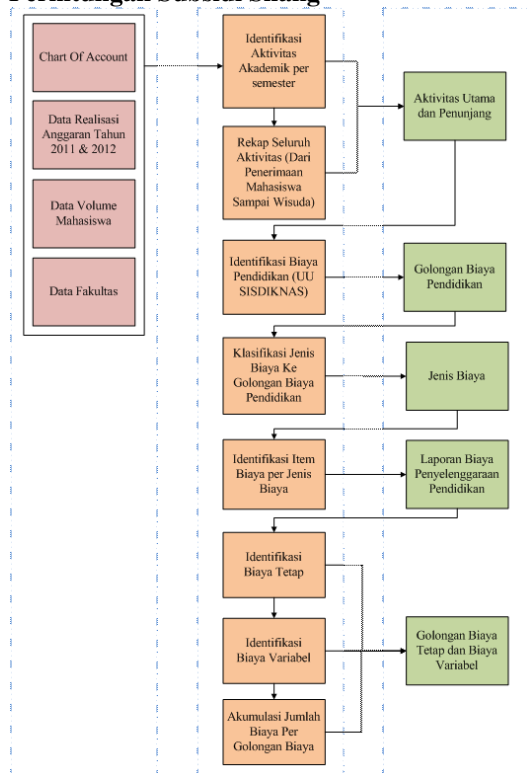 Perhitungan Subsidi Silang
Chart Of Account
Data Realisasi
Anggaran Tahun
2011 & 2012
Data Volume
Mahasiswa
Data Fakultas
Identifikasi
Aktivitas
Akademik per
semester
Rekap Seluruh
Aktivitas (Dari
Penerimaan
Mahasiswa
Sampai Wisuda)
Aktivitas Utama
dan Penunjang
Identifikasi Biaya
Pendidikan (UU
SISDIKNAS)
Golongan Biaya
Pendidikan
Klasifikasi Jenis
Biaya Ke
Golongan Biaya
Pendidikan
Jenis Biaya
Identifikasi Item
Biaya per Jenis
Biaya
Laporan Biaya
Penyelenggaraan
Pendidikan
Identifikasi
Biaya Tetap
Identifikasi
Biaya Variabel
Golongan Biaya
Tetap dan Biaya
Variabel
Akumulasi Jumlah
Biaya Per
Golongan Biaya